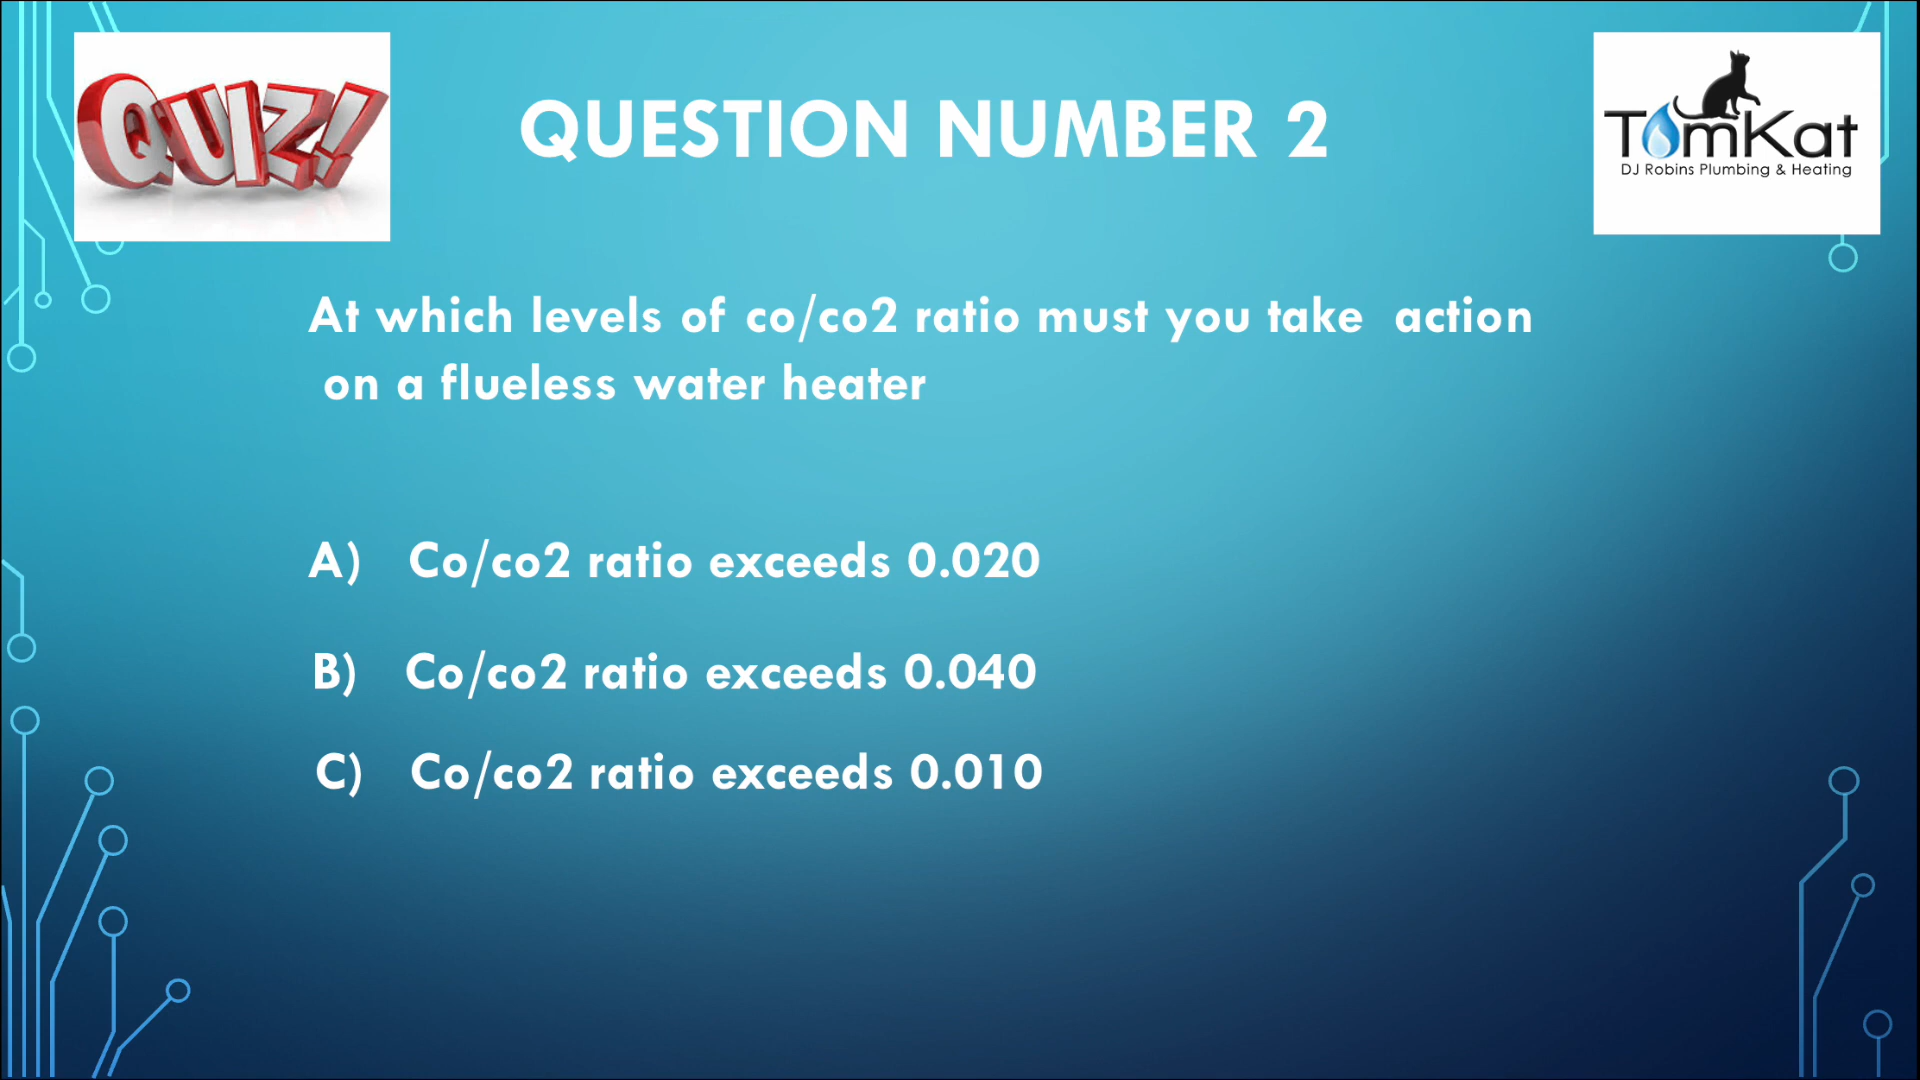 QUIZ!
QUESTION NUMBER 2
TomKat
DJ Robins Plumbing & Heating
At which levels of co/co2 ratio must you take action
on a flueless water heater
A) Co/co2 ratio exceeds 0.020
B) Co/co2 ratio exceeds 0.040
C) Co/co2 ratio exceeds 0.010